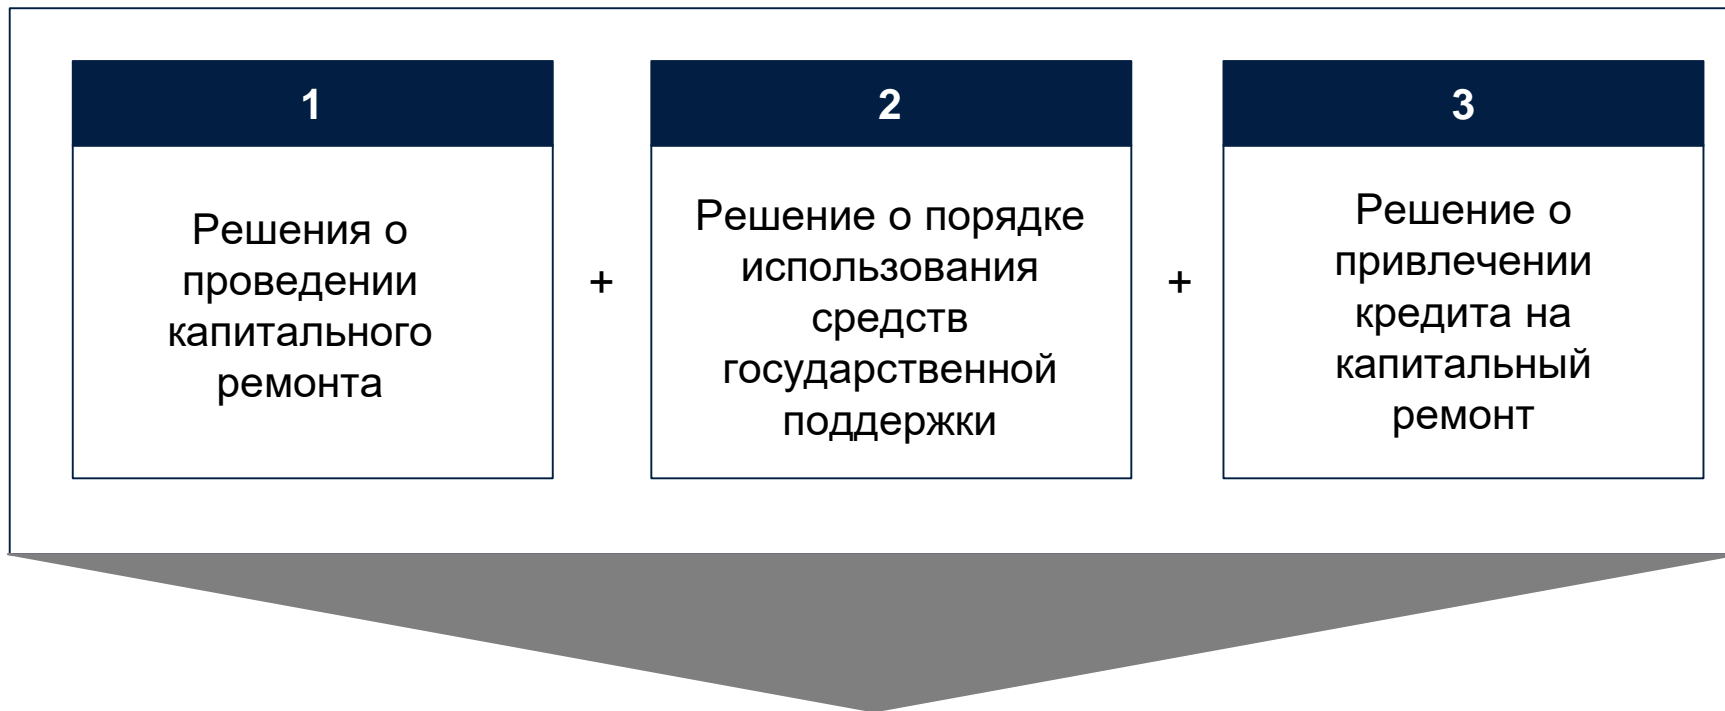 1
Решения о
проведении
капитального
ремонта
+
2
Решение о порядке
использования
средств
государственной
поддержки
+
3
Решение о
привлечении
кредита на
капитальный
ремонт